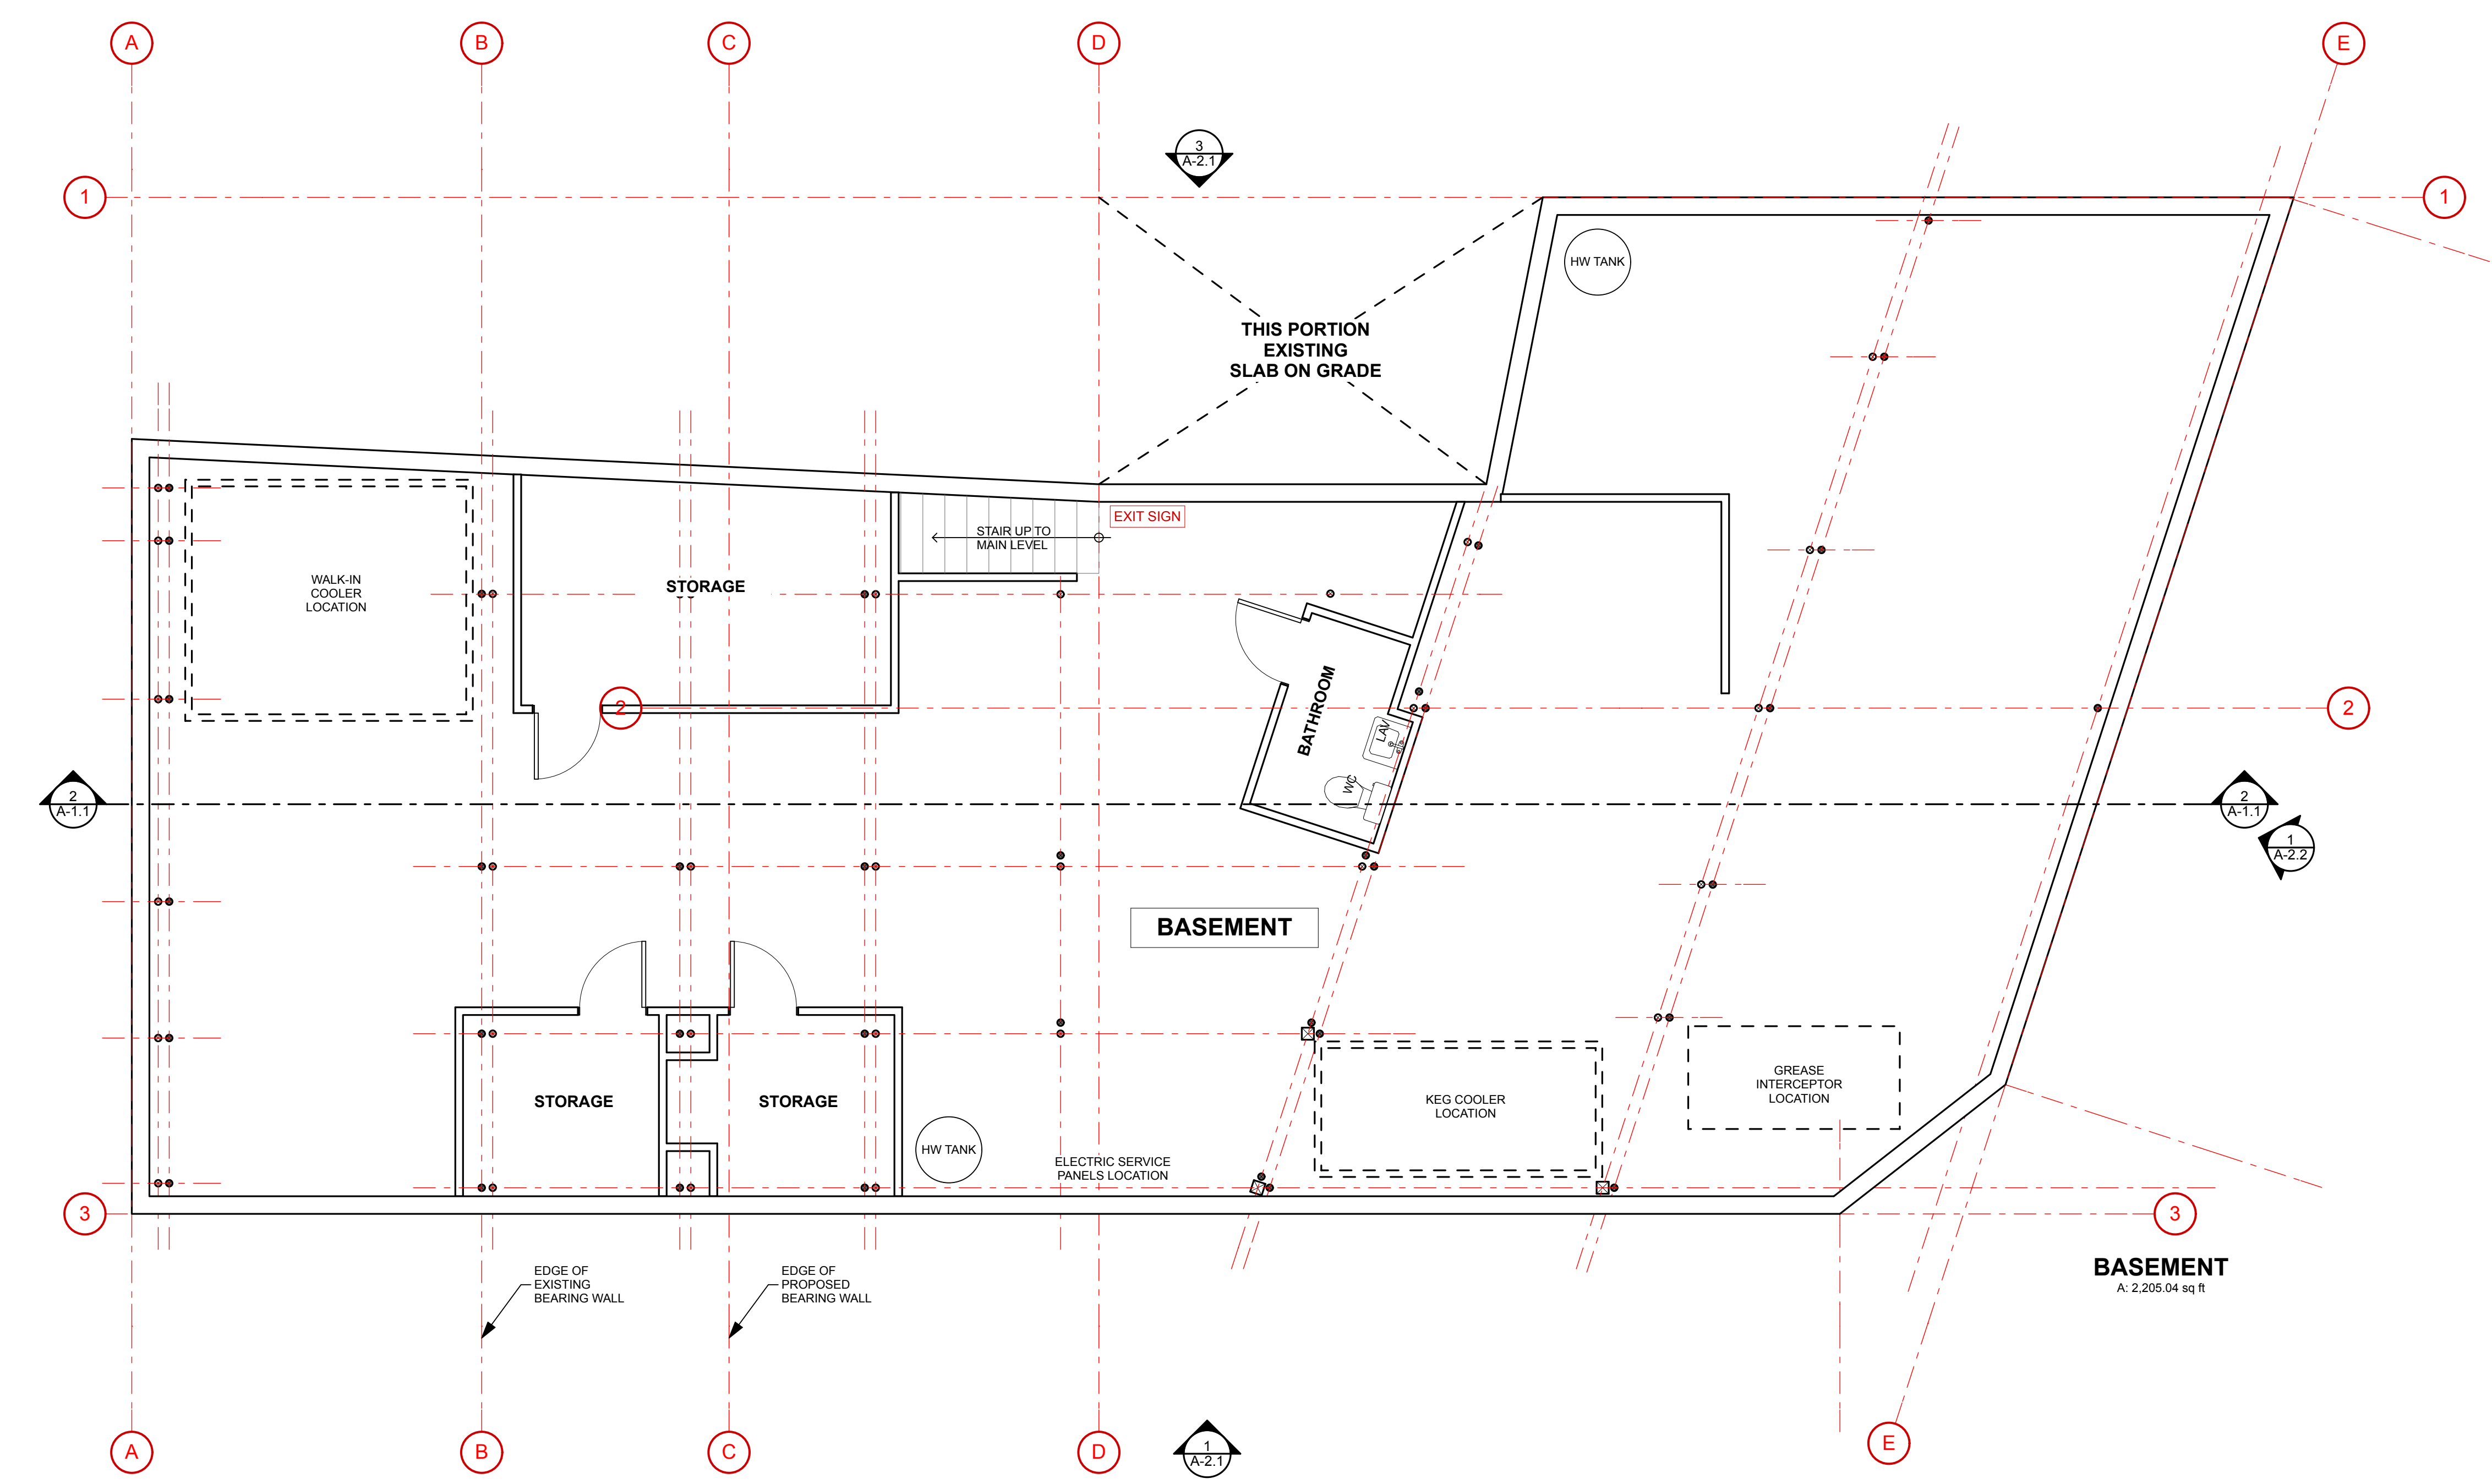 A
B
C
D
E
3
A-2.1
1
1
HW TANK
THIS PORTION
EXISTING
SLAB ON GRADE
EXIT SIGN
STAIR UP TO
MAIN LEVEL
WALK-IN
COOLER
LOCATION
STORAGE
BATHROOM
LAV
WC
2
2
2
A-1.1
2
A-1.1
1
A-2.2
BASEMENT
STORAGE
STORAGE
HW TANK
ELECTRIC SERVICE
PANELS LOCATION
KEG COOLER
LOCATION
GREASE
INTERCEPTOR
LOCATION
3
3
EDGE OF
EXISTING
BEARING WALL
EDGE OF
PROPOSED
BEARING WALL
BASEMENT
A: 2,205.04 sq ft
A
B
C
D
1
A-2.1
E